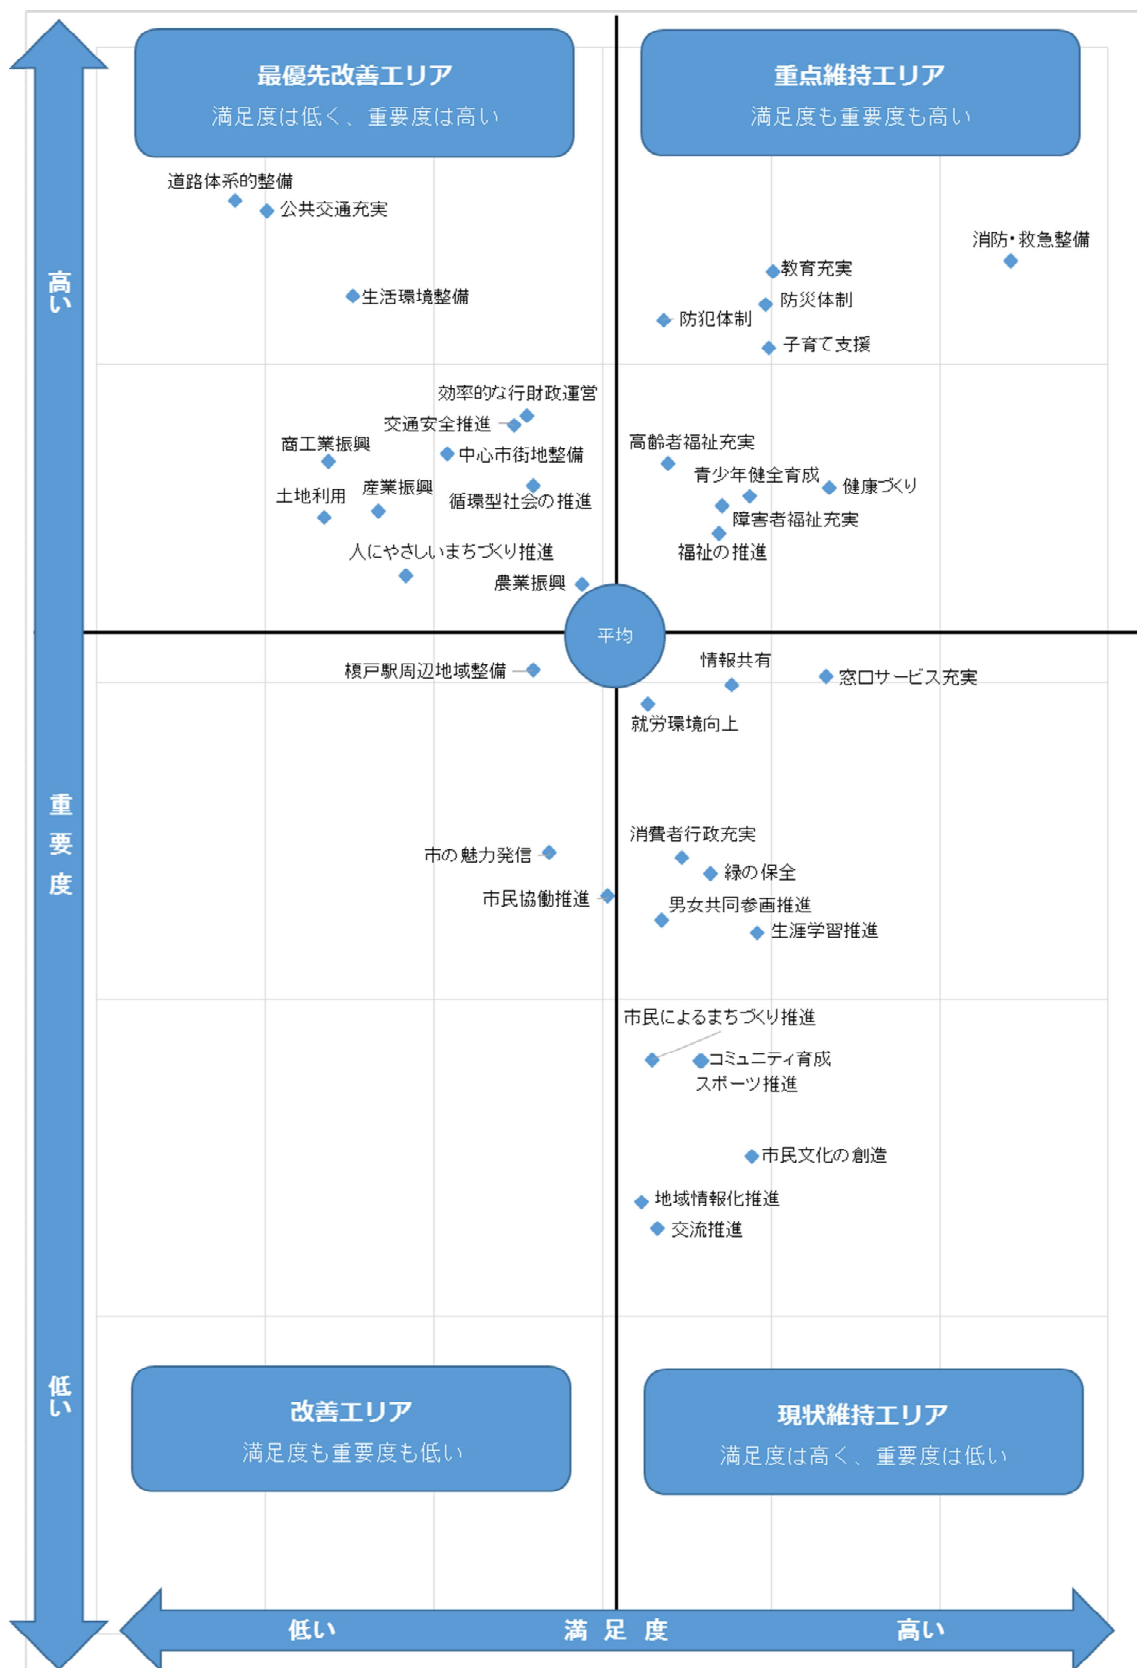 最優先改善エリア
満足度は低く、重要度は高い
重点維持エリア
満足度も重要度も高い
道路体系的整備
公共交通充実
消防・救急整備
教育充実
高い
生活環境整備
防災体制
防犯体制
子育て支援
効率的な行財政運営
交通安全推進
商工業振興
中心市街地整備
高齢者福祉充実
青少年健全育成
産業振興
健康づくり
土地利用
循環型社会の推進
障害者福祉充実
人にやさしいまちづくり推進
福祉の推進
農業振興
平均
榎戸駅周辺地域整備
情報共有
窓口サービス充実
就労環境向上
重要度
消費者行政充実
市の魅力発信
緑の保全
市民協働推進
男女共同参画推進
生涯学習推進
市民によるまちづくり推進
コミュニティ育成
スポーツ推進
市民文化の創造
地域情報化推進
交流推進
低い
改善エリア
満足度も重要度も低い
現状維持エリア
満足度は高く、重要度は低い
低い
満足度
高い